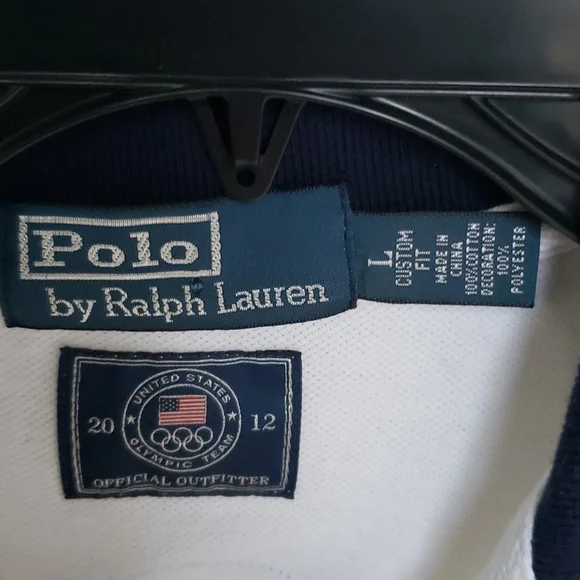 Polo
by Ralph Lauren
L
CUSTOM
FIT
MADE IN
CHINA
100% COTTON
DECORATION:
100%
POLYESTER
UNITED STATES
20 12
OLYMPIC TEAM
OFFICIAL OUTFITTER